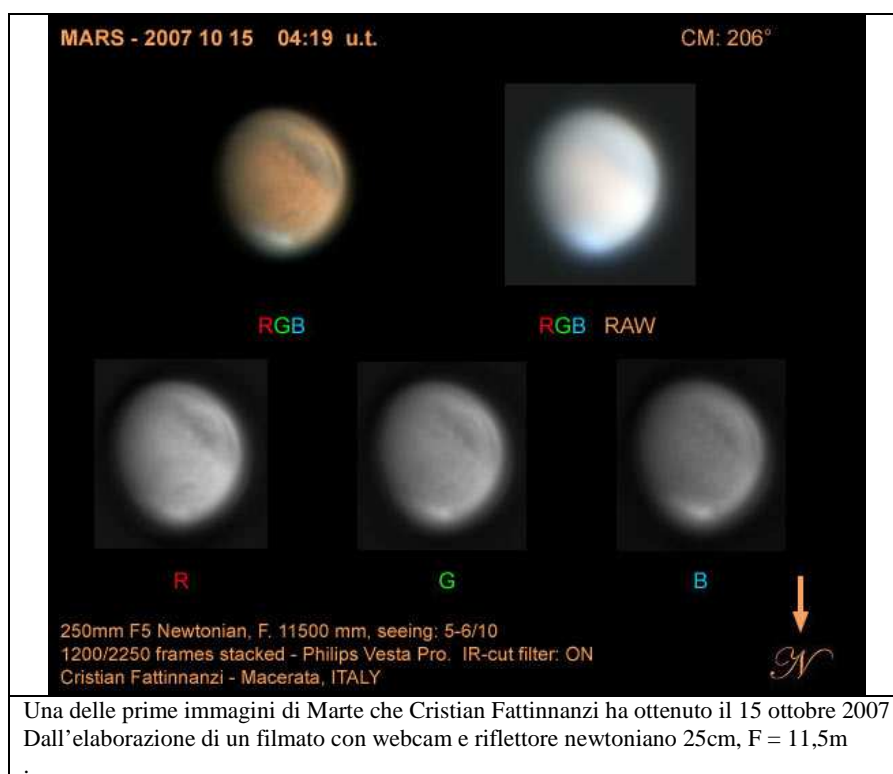 MARS - 2007 10 15 04:19 u.t. CM: 206°
RGB RGB RAW
R G B
250mm F5 Newtonian, F. 11500 mm, seeing: 5-6/10
1200/2250 frames stacked - Philips Vesta Pro. IR-cut filter: ON
Cristian Fattinnanzi - Macerata, ITALY
N
Una delle prime immagini di Marte che Cristian Fattinnanzi ha ottenuto il 15 ottobre 2007
Dall'elaborazione di un filmato con webcam e riflettore newtoniano 25cm, F = 11,5m
.